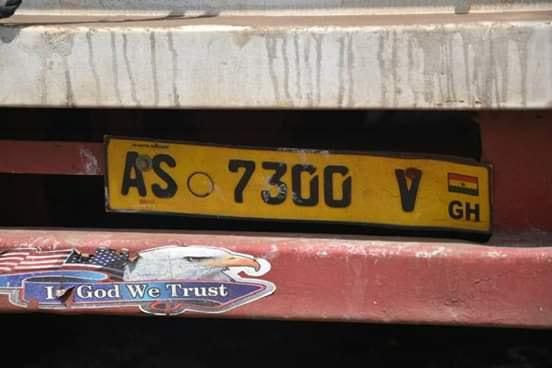 AS 7300 V
GH
In God We Trust